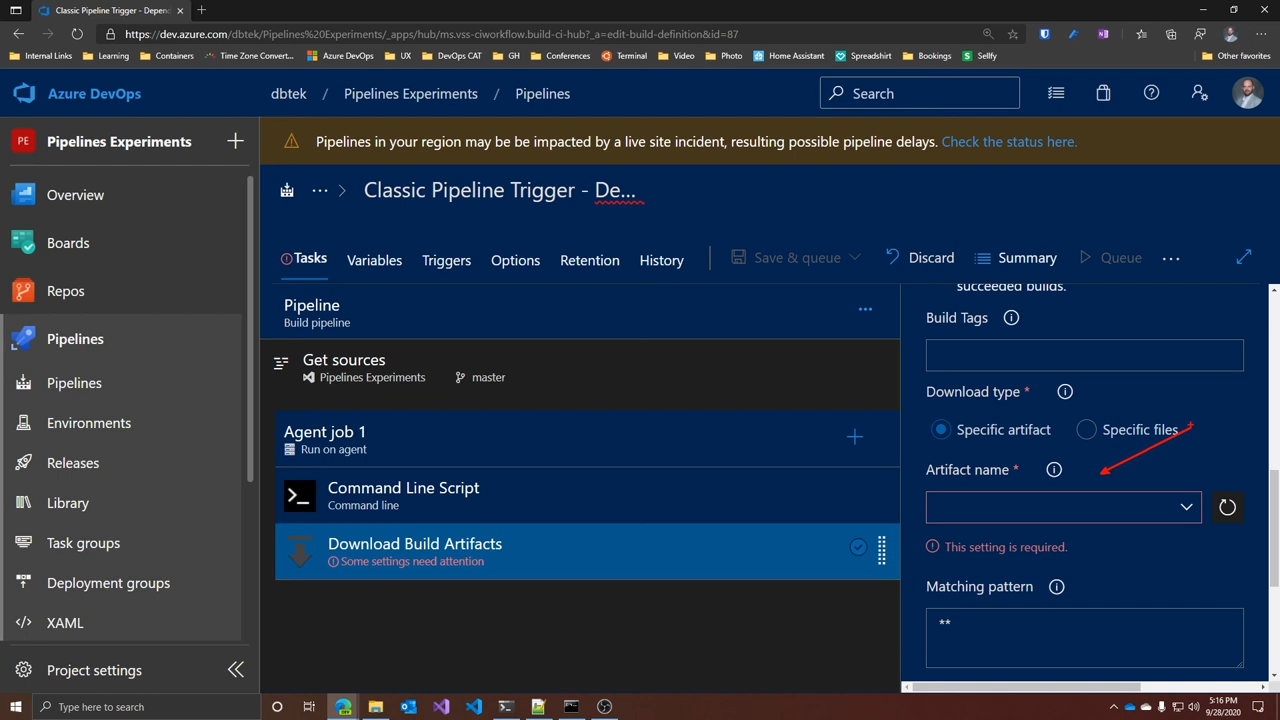 Classic Pipeline Trigger - Depend
https://dev.azure.com/dbtek/Pipelines%20Experiments/_apps/hub/ms.vss-ciworkflow.build-ci-hub?_a=edit-build-definition&id=87
Internal Links Learning Containers Time Zone Convert... Azure DevOps UX DevOps CAT GH Conferences Terminal Video Photo Home Assistant Spreadshirt Bookings Sellfy Other favorites
Azure DevOps dbtek / Pipelines Experiments / Pipelines Search
PE Pipelines Experiments
Pipelines in your region may be be impacted by a live site incident, resulting possible pipeline delays. Check the status here.
Overview
Boards
Repos
Pipelines
Pipelines
Environments
Releases
Library
Task groups
Deployment groups
XAML
Project settings
... > Classic Pipeline Trigger - De...
Tasks Variables Triggers Options Retention History Save & queue Discard Summary Queue ...
Pipeline
Build pipeline
Get sources
Pipelines Experiments master
Agent job 1
Run on agent
Command Line Script
Command line
Download Build Artifacts
Some settings need attention
succeeded builds.
Build Tags
Download type *
Specific artifact Specific files
Artifact name *
This setting is required.
Matching pattern
**
Type here to search
5:16 PM
9/28/2020